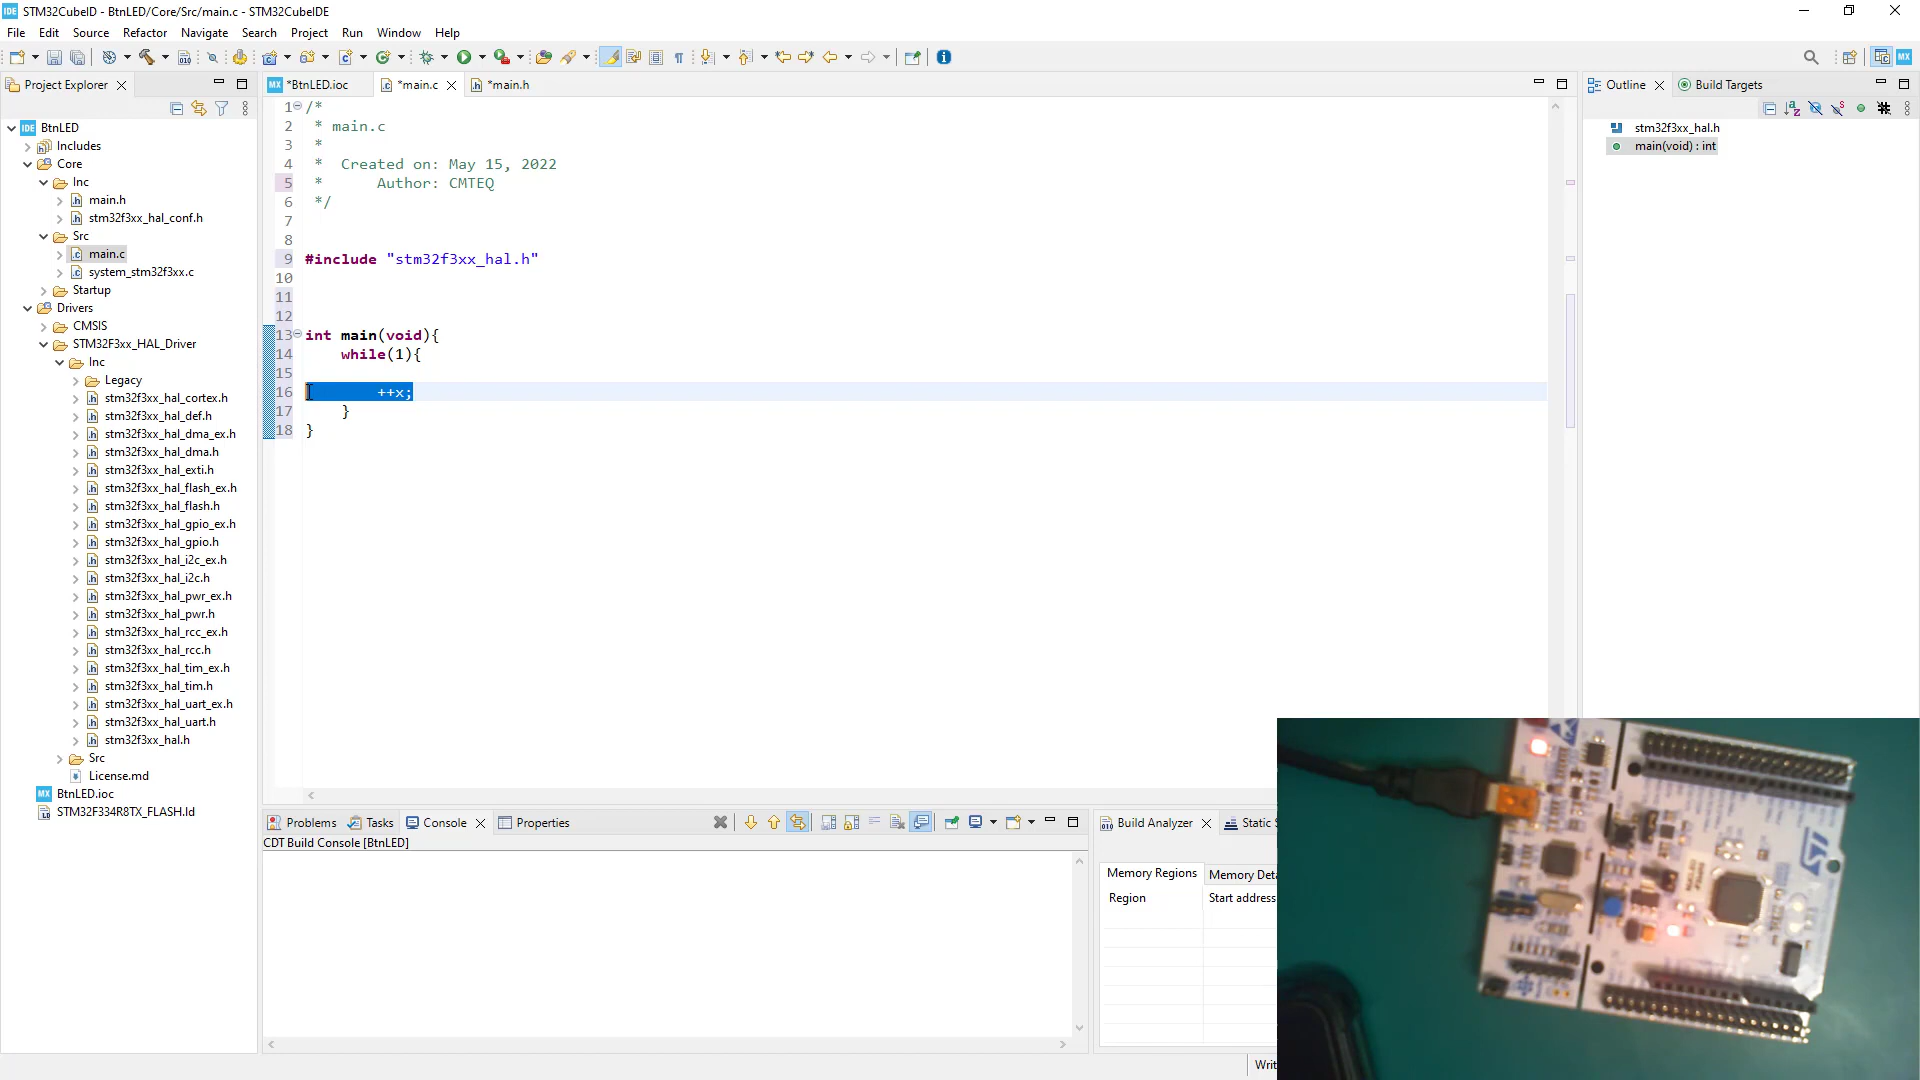 STM32CubeID - BtnLED/Core/Src/main.c - STM32CubeIDE
File Edit Source Refactor Navigate Search Project Run Window Help
Project Explorer
BtnLED
Includes
Core
Inc
main.h
stm32f3xx_hal_conf.h
Src
main.c
system_stm32f3xx.c
Startup
Drivers
CMSIS
STM32F3xx_HAL_Driver
Inc
Legacy
stm32f3xx_hal_cortex.h
stm32f3xx_hal_def.h
stm32f3xx_hal_dma_ex.h
stm32f3xx_hal_dma.h
stm32f3xx_hal_exti.h
stm32f3xx_hal_flash_ex.h
stm32f3xx_hal_flash.h
stm32f3xx_hal_gpio_ex.h
stm32f3xx_hal_gpio.h
stm32f3xx_hal_i2c_ex.h
stm32f3xx_hal_i2c.h
stm32f3xx_hal_pwr_ex.h
stm32f3xx_hal_pwr.h
stm32f3xx_hal_rcc_ex.h
stm32f3xx_hal_rcc.h
stm32f3xx_hal_tim_ex.h
stm32f3xx_hal_tim.h
stm32f3xx_hal_uart_ex.h
stm32f3xx_hal_uart.h
stm32f3xx_hal.h
Src
License.md
BtnLED.ioc
STM32F334R8TX_FLASH.ld
*BtnLED.ioc *main.c *main.h
1 /*
2  * main.c
3  *
4  *  Created on: May 15, 2022
5  *      Author: CMTEQ
6  */
7
8
9 #include "stm32f3xx_hal.h"
10
11
12
13 int main(void){
14     while(1){
15
16         ++x;
17     }
18 }
Outline Build Targets
stm32f3xx_hal.h
main(void) : int
Problems Tasks Console Properties
CDT Build Console [BtnLED]
Build Analyzer Static S
Memory Regions Memory Deta
Region Start address
Writ